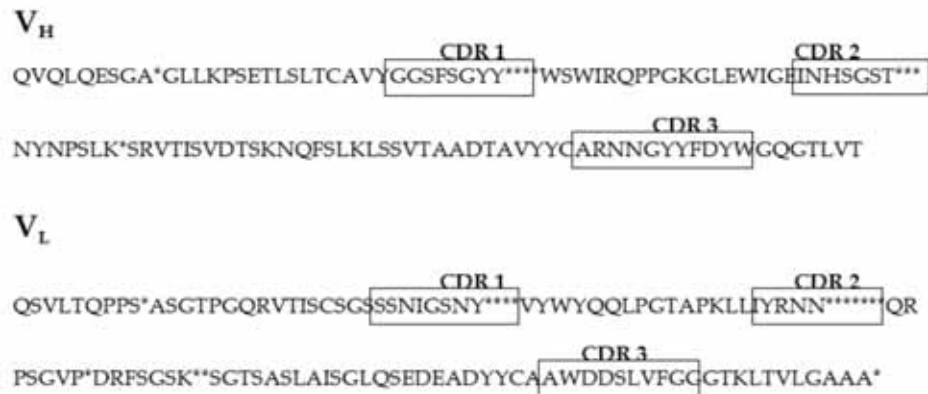 VH
CDR 1 CDR 2
QVQLQESGA*GLLKPSETLSLTCAVYGGSFSGYY****WSWIRQPPGKGLEWIGEINHSGST***
CDR 3
NYNPSLK*SRVTISVDTSKNQFSLKLSSVTAADTAVYYCARNNGYYFDYWGQGTLVT
VL
CDR 1 CDR 2
QSVLTQPPS*ASGTPGQRVTISCSGSSSNIGSNY****VYWYQQLPGTAPKLLIYRNN*******QR
CDR 3
PSGVP*DRFSGSK**SGTSASLAISGLQSEDEADYYCAAWDDSLVFGGGTKLTVLGAAA*